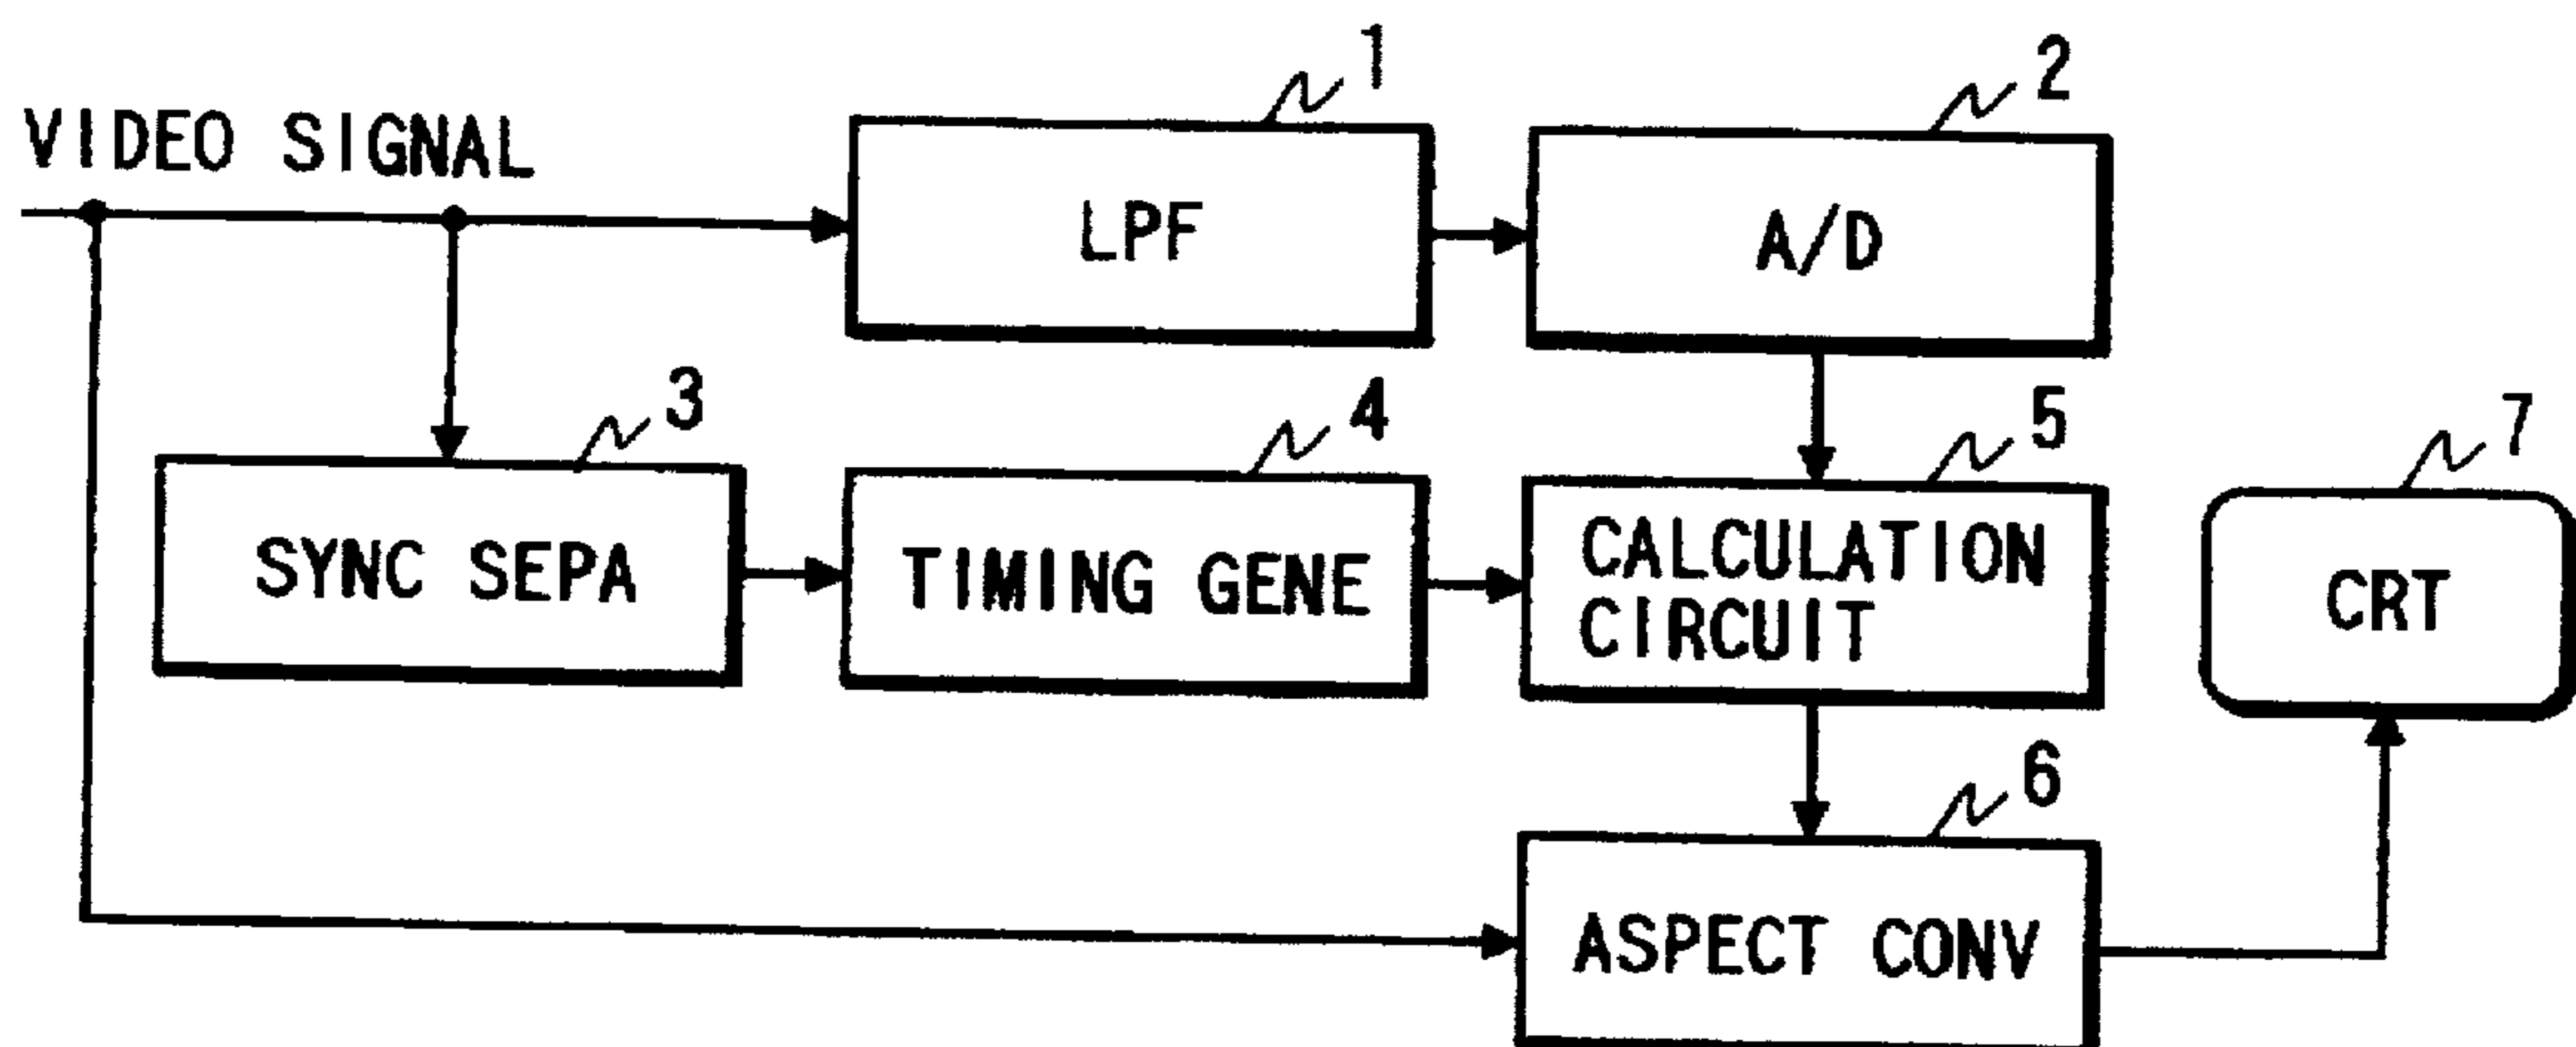 VIDEO SIGNAL
1
LPF
2
A/D
3
SYNC SEPA
4
TIMING GENE
5
CALCULATION
CIRCUIT
7
CRT
6
ASPECT CONV